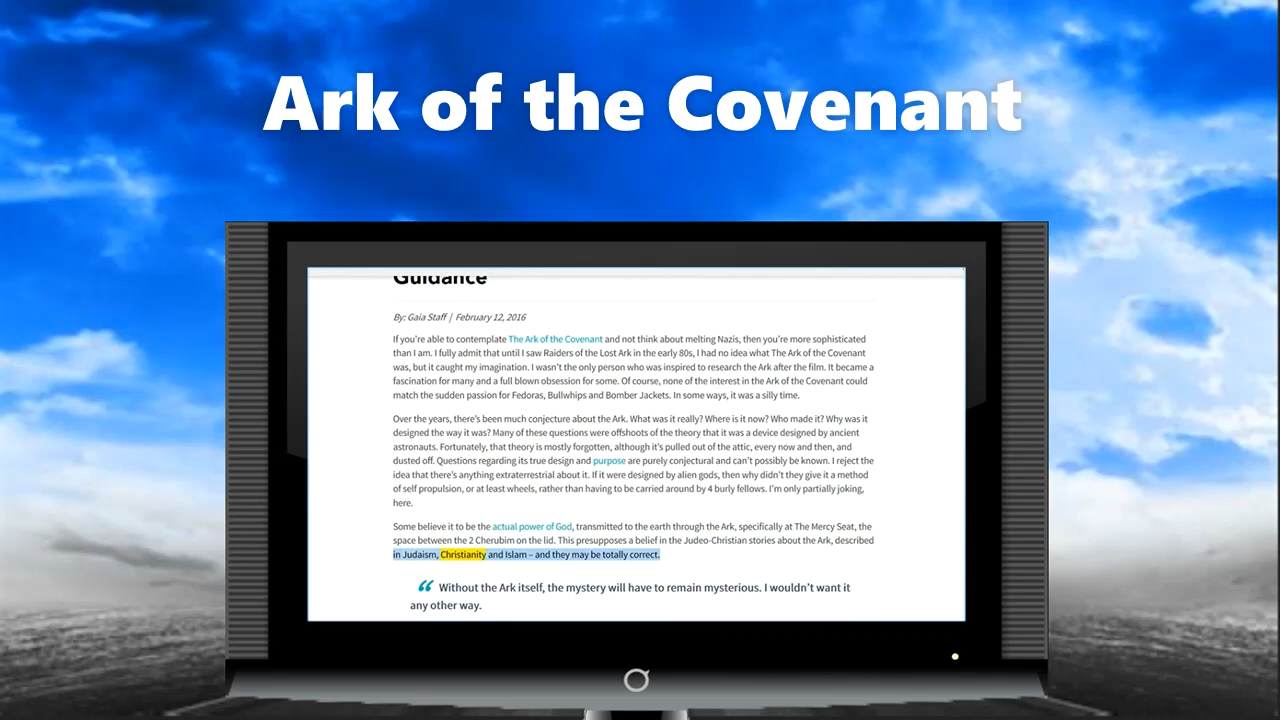 Ark of the Covenant
Guidance
By: Gaia Staff | February 12, 2016
If you're able to contemplate The Ark of the Covenant and not think about melting Nazis, then you're more sophisticated
than I am. I fully admit that until I saw Raiders of the Lost Ark in the early 80s, I had no idea what The Ark of the Covenant
was, but it caught my imagination. I wasn't the only person who was inspired to research the Ark after the film. It became a
fascination for many and a full blown obsession for some. Of course, none of the interest in the Ark of the Covenant could
match the sudden passion for Fedoras, Bullwhips and Bomber Jackets. In some ways, it was a silly time.
Over the years, there's been much conjecture about the Ark. What was it really? Where is it now? Who made it? Why was it
designed the way it was? Many of these questions were offshoots of the theory that it was a device designed by ancient
astronauts. Fortunately, that theory is mostly forgotten, although it's pulled out of the attic, every now and then, and
dusted off. Questions regarding its true design and purpose are purely conjectural and can't possibly be known. I reject the
idea that there's anything extraterrestrial about it. If it were designed by alien gods, then why didn't they give it a method
of self propulsion, or at least wheels, rather than having to be carried around by 4 burly fellows. I'm only partially joking,
here.
Some believe it to be the actual power of God, transmitted to the earth through the Ark, specifically at The Mercy Seat, the
space between the 2 Cherubim on the lid. This presupposes a belief in the Judeo-Christian stories about the Ark, described
in Judaism, Christianity and Islam – and they may be totally correct.
“ Without the Ark itself, the mystery will have to remain mysterious. I wouldn't want it
any other way.